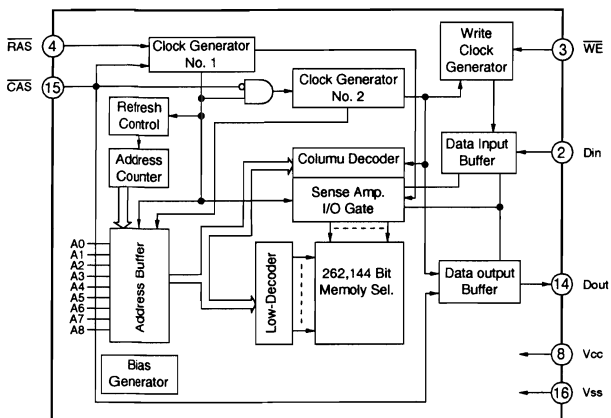 RAS
4
Clock Generator
No. 1
Write
Clock
Generator
3
WE
CAS
15
Clock Generator
No. 2
Refresh
Control
Address
Counter
Data Input
Buffer
2
Din
Columu Decoder
Sense Amp.
I/O Gate
A0
A1
A2
A3
A4
A5
A6
A7
A8
Address Buffer
Low-Decoder
262,144 Bit
Memoly Sel.
Data output
Buffer
14
Dout
Bias
Generator
8
Vcc
16
Vss